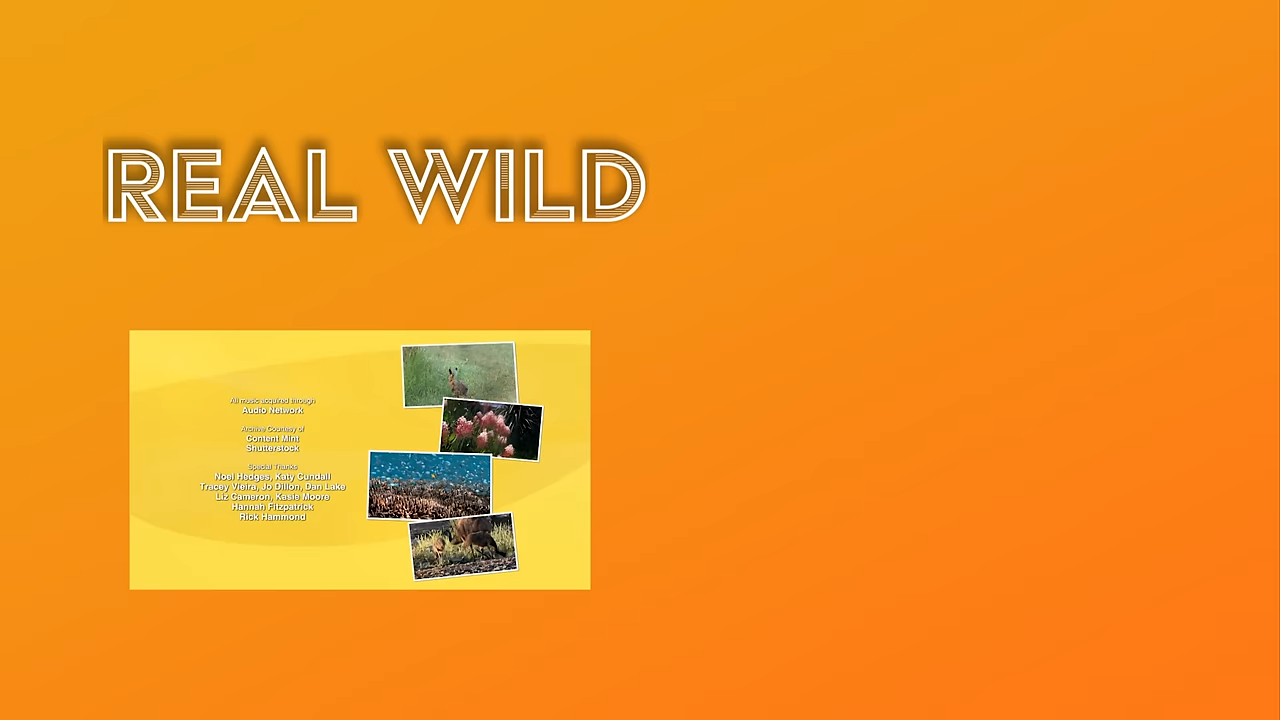 REAL WILD
All music acquired through
Audio Network
Archive Courtesy of
Content Mint
Shutterstock
Special Thanks
Noel Hedges, Katy Cundall
Tracey Vieira, Jo Dillon, Dan Lake
Liz Cameron, Kasie Moore
Hannah Fitzpatrick
Rick Hammond